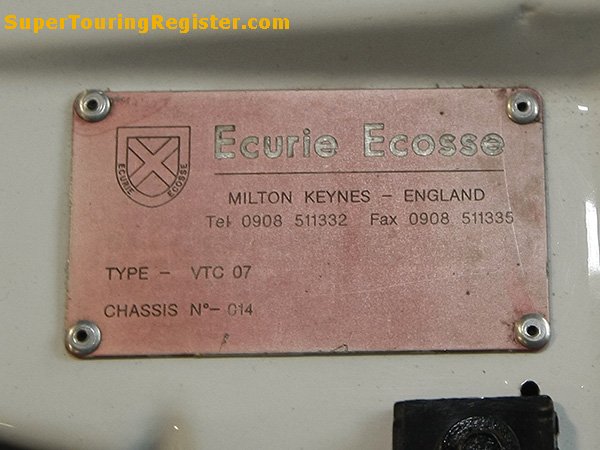 SuperTouringRegister.com
ECURIE ECOSSE
Ecurie Ecosse
MILTON KEYNES - ENGLAND
Tel 0908 511332 Fax 0908 511335
TYPE - VTC 07
CHASSIS Nº- 014